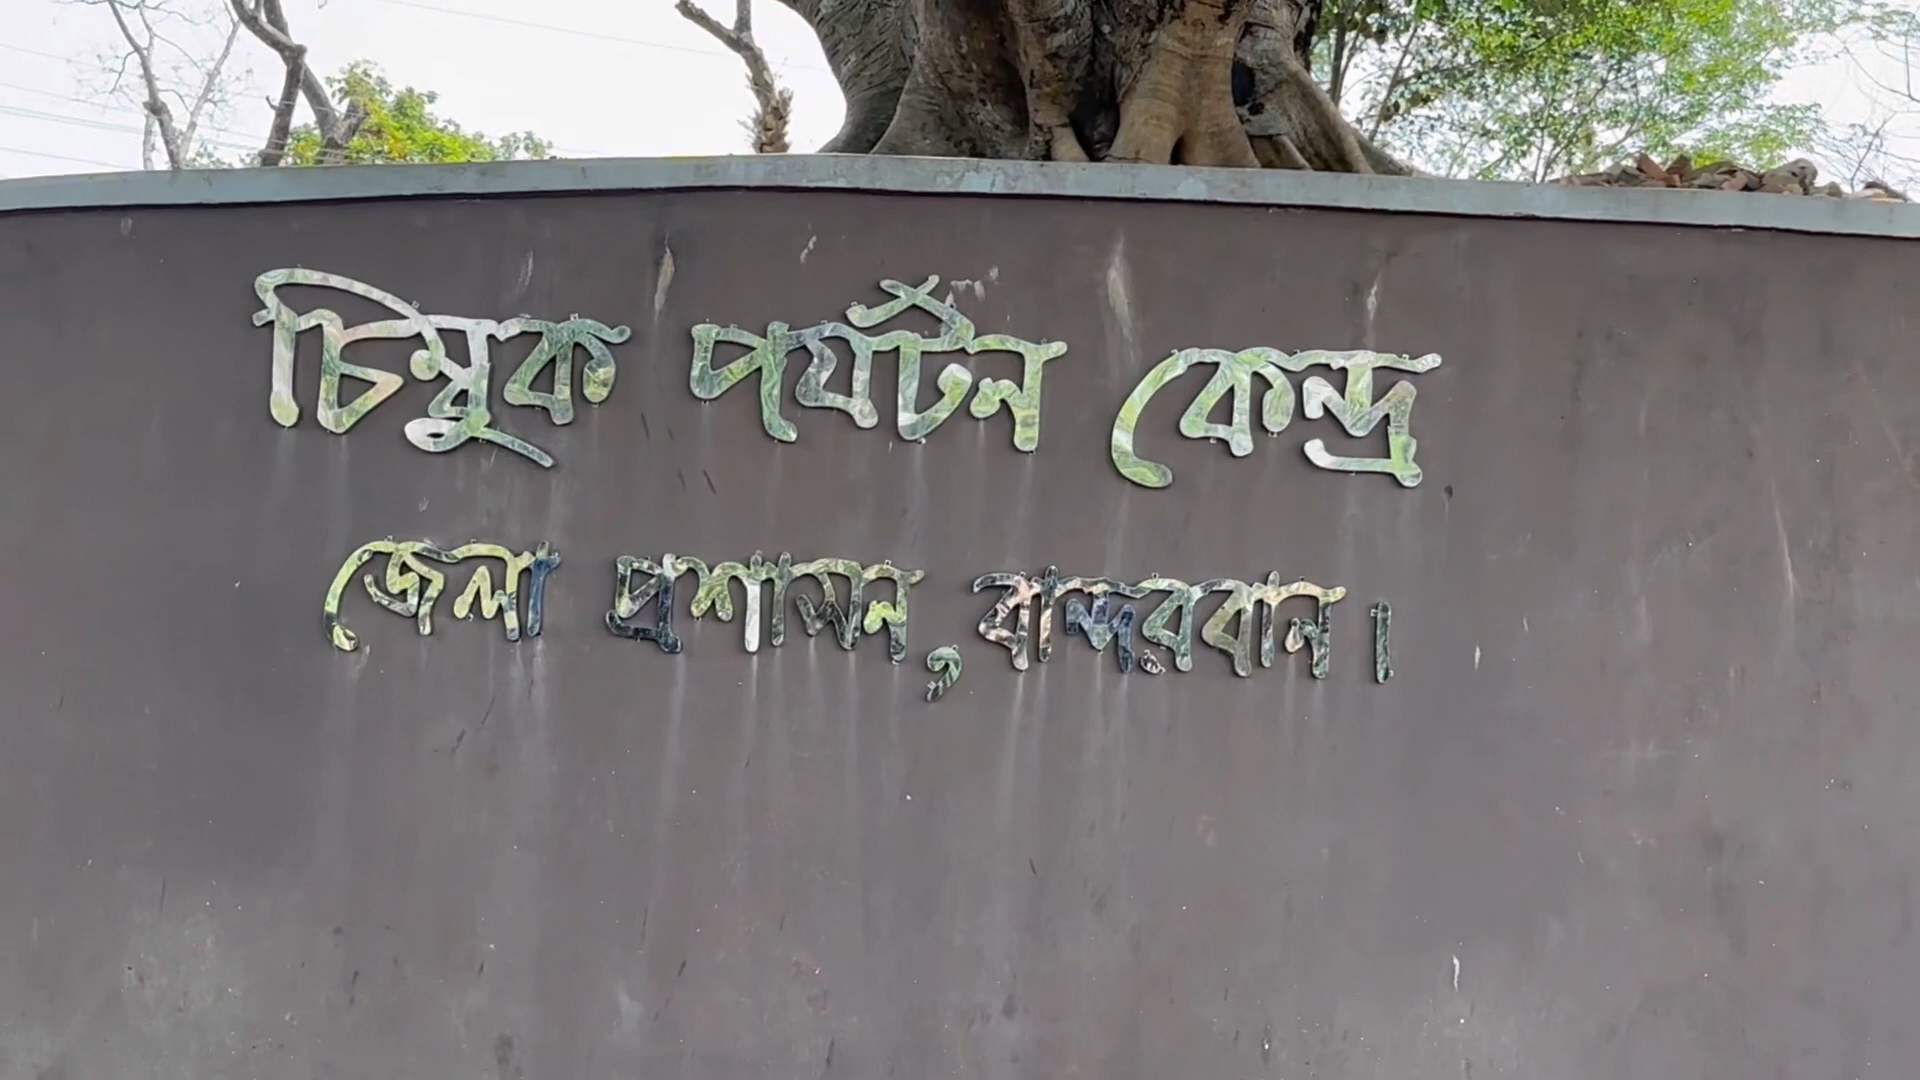 চিম্বুক পর্যটন কেন্দ্র
জেলা প্রশাসন, বান্দরবান।